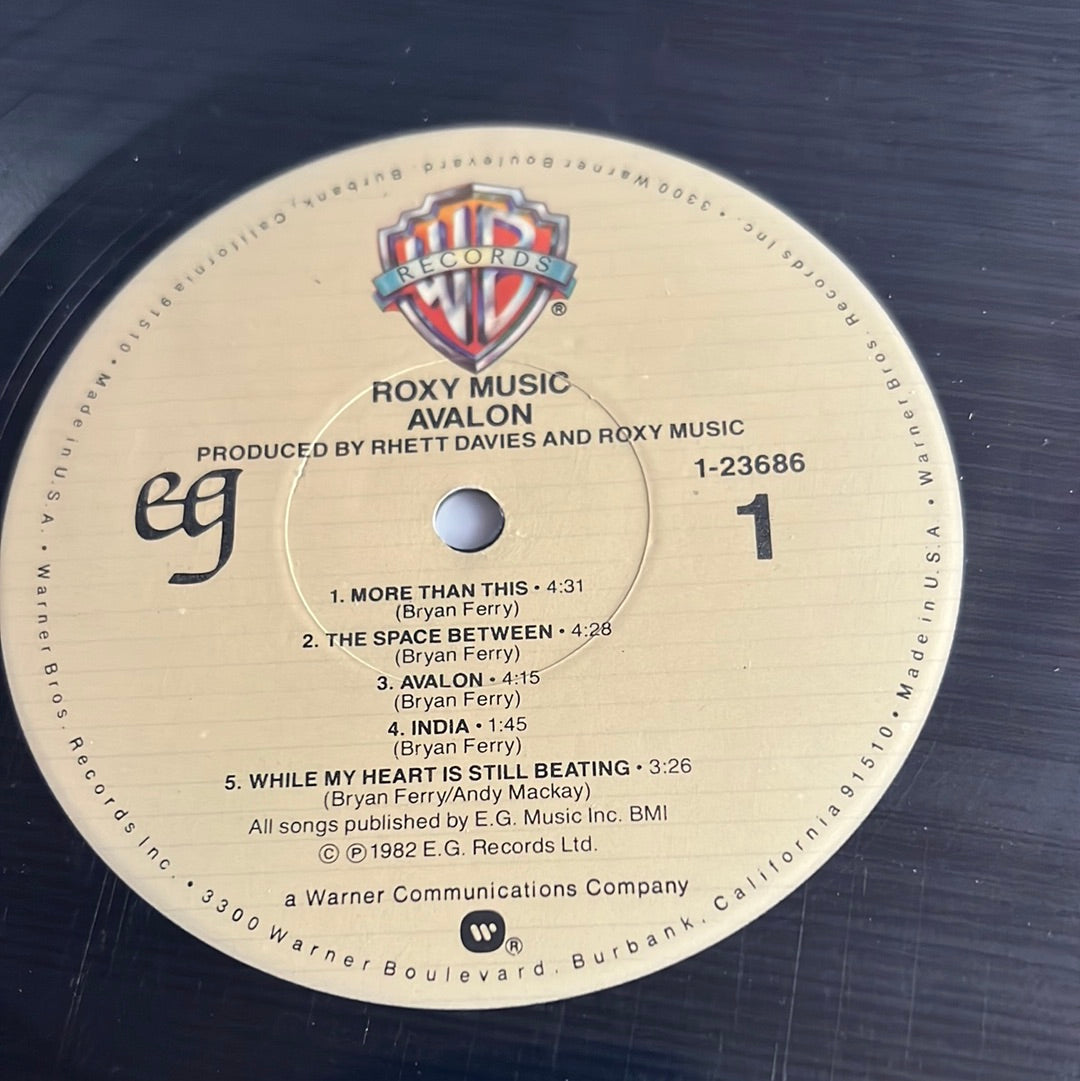 WB
RECORDS
®
ROXY MUSIC
AVALON
PRODUCED BY RHETT DAVIES AND ROXY MUSIC
eg
1-23686
1
1. MORE THAN THIS • 4:31
(Bryan Ferry)
2. THE SPACE BETWEEN • 4:28
(Bryan Ferry)
3. AVALON • 4:15
(Bryan Ferry)
4. INDIA • 1:45
(Bryan Ferry)
5. WHILE MY HEART IS STILL BEATING • 3:26
(Bryan Ferry/Andy Mackay)
All songs published by E.G. Music Inc. BMI
© ℗ 1982 E.G. Records Ltd.
a Warner Communications Company
W ®
Warner Bros. Records Inc. • 3300 Warner Boulevard. Burbank, California 91510 • Made in U.S.A. • Warner Bros. Records Inc. • 3300 Warner Boulevard. Burbank, California 91510 • Made in U.S.A. •